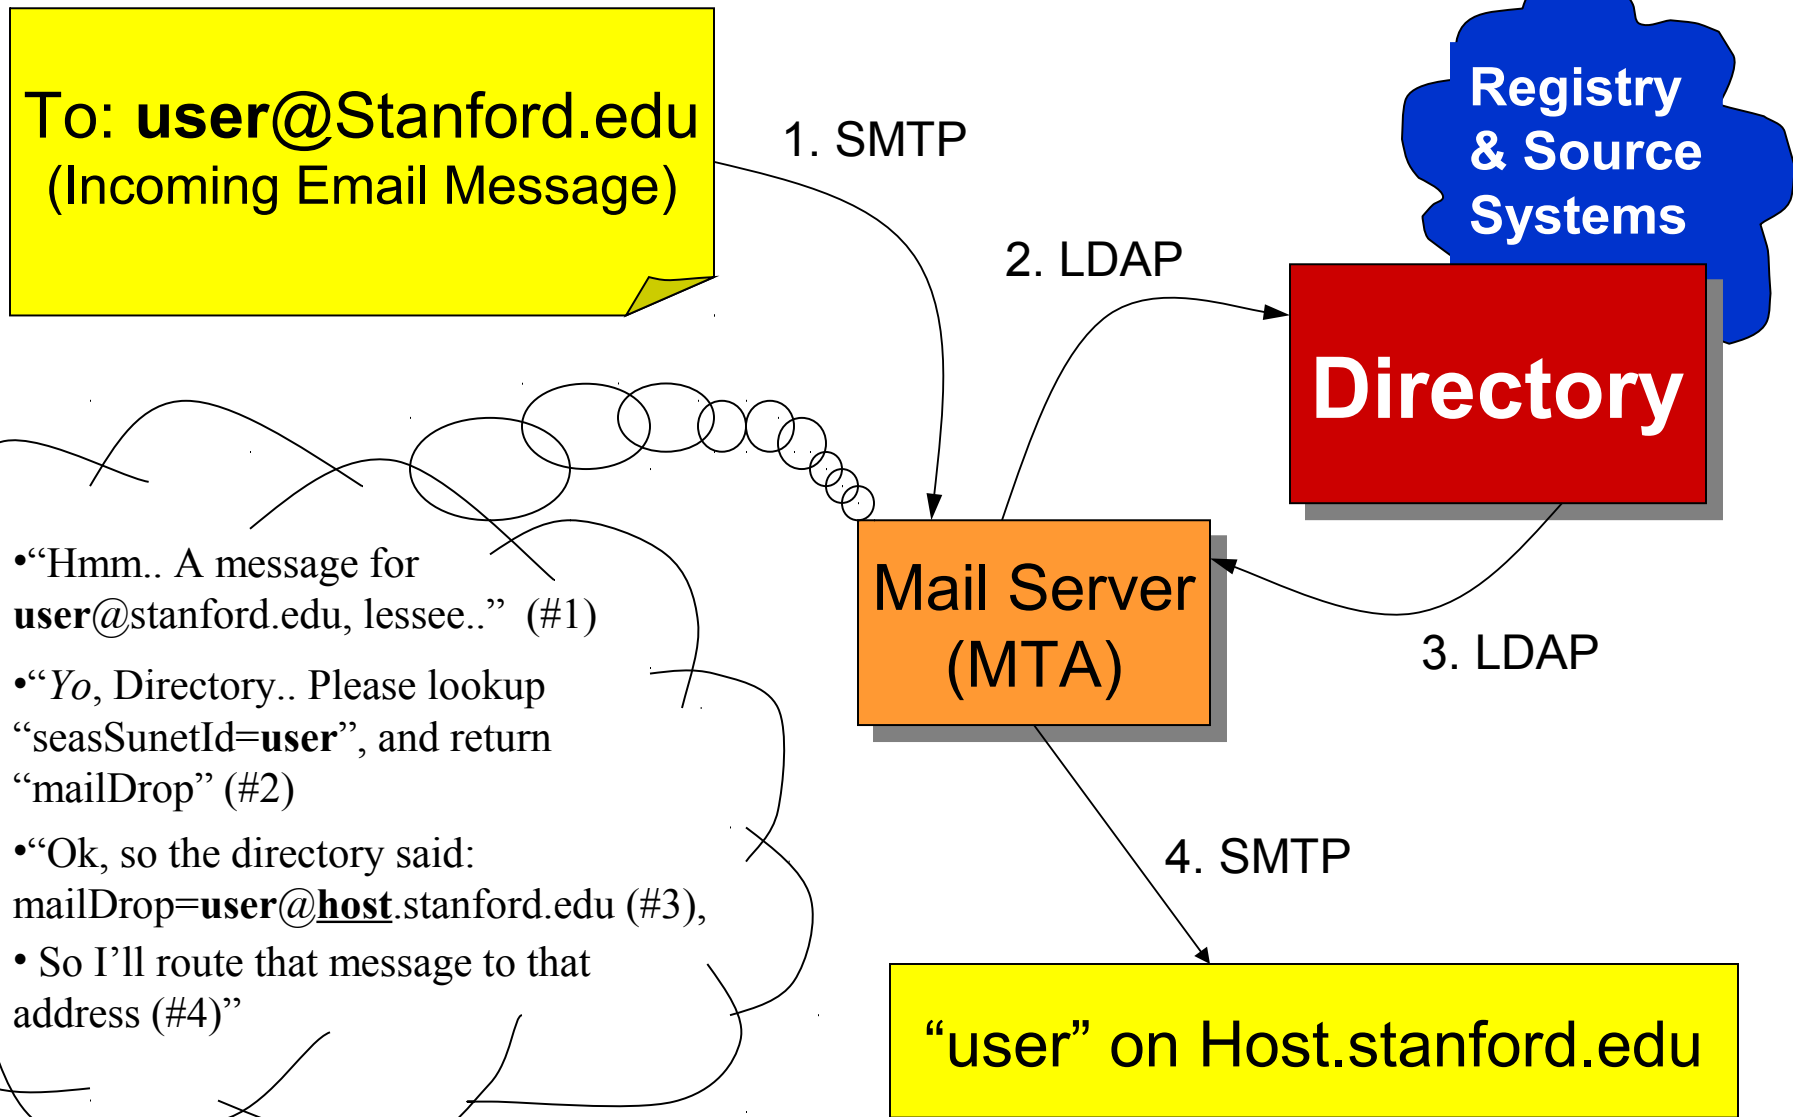 To: user@Stanford.edu
(Incoming Email Message)
1. SMTP
Registry
& Source
Systems
2. LDAP
Directory
•“Hmm.. A message for
user@stanford.edu, lessee..” (#1)
•“Yo, Directory.. Please lookup
“seasSunetId=user”, and return
“mailDrop” (#2)
•“Ok, so the directory said:
mailDrop=user@host.stanford.edu (#3),
• So I’ll route that message to that
address (#4)”
Mail Server
(MTA)
3. LDAP
4. SMTP
“user” on Host.stanford.edu